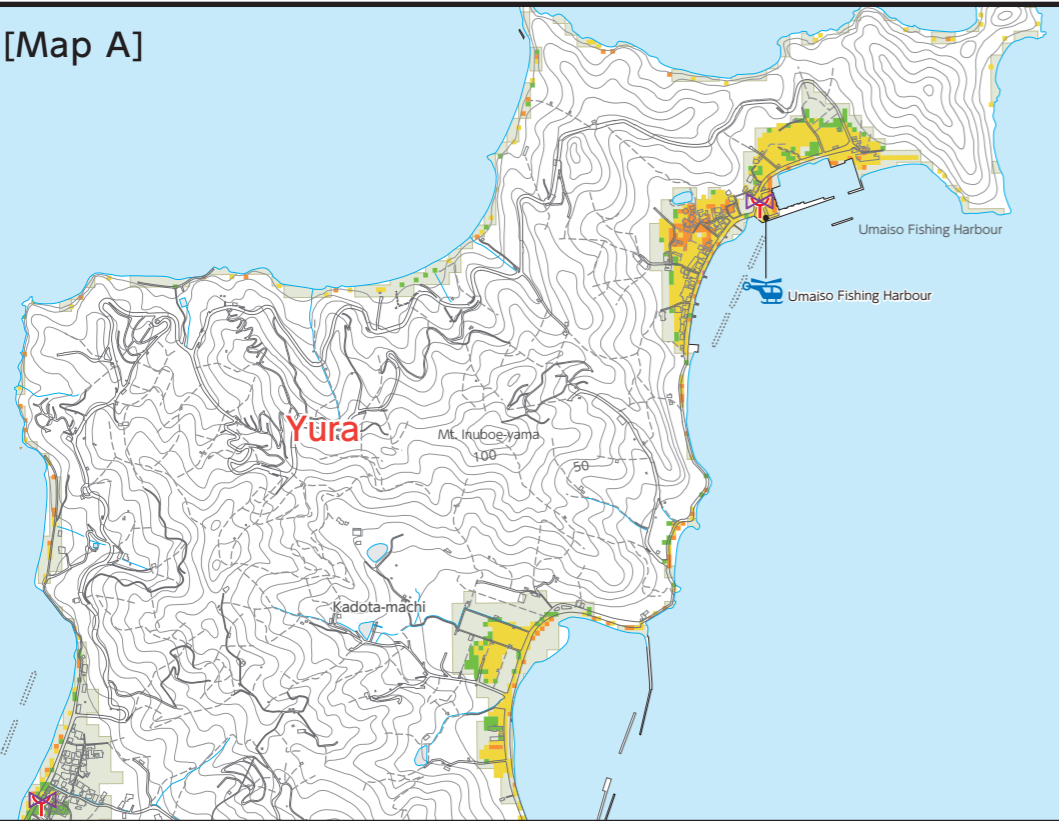 [Map A]
Umaiso Fishing Harbour
Umaiso Fishing Harbour
Yura
Mt. Inuboe-yama
100
50
Kadota-machi